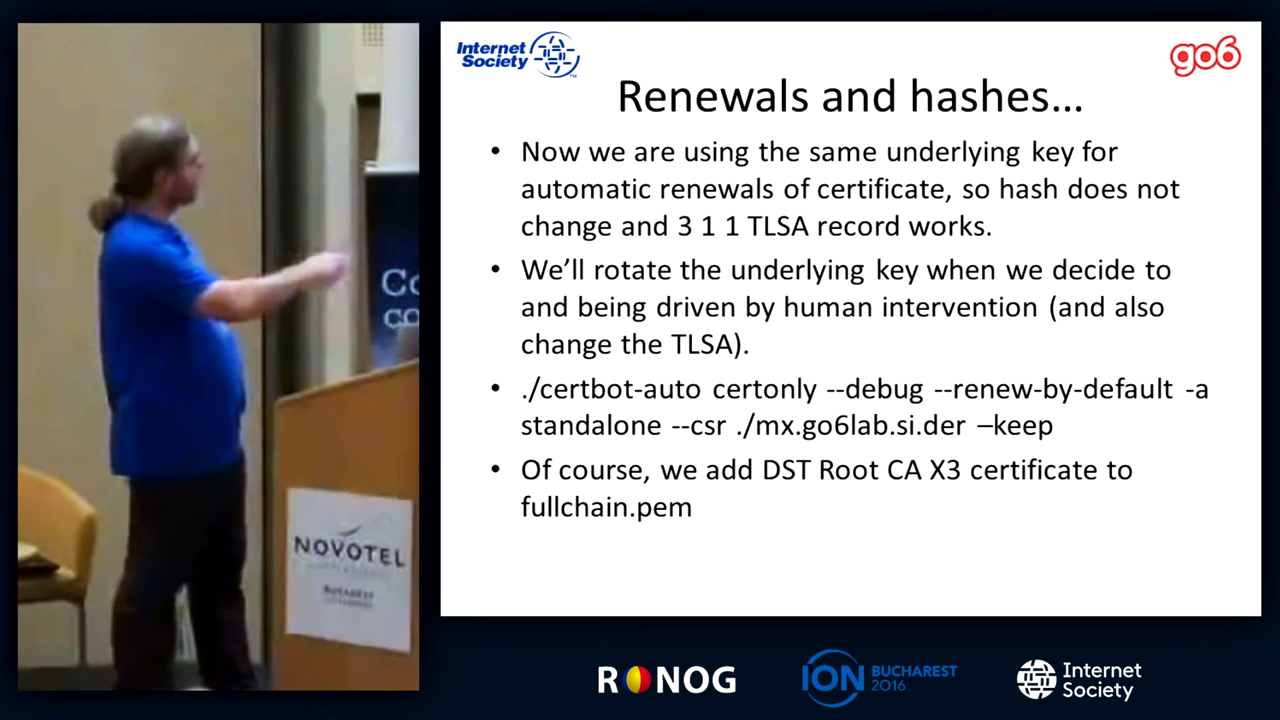 Internet
Society
go6
Renewals and hashes...
• Now we are using the same underlying key for
automatic renewals of certificate, so hash does not
change and 3 1 1 TLSA record works.
• We'll rotate the underlying key when we decide to
and being driven by human intervention (and also
change the TLSA).
• ./certbot-auto certonly --debug --renew-by-default -a
standalone --csr ./mx.go6lab.si.der –keep
• Of course, we add DST Root CA X3 certificate to
fullchain.pem
NOVOTEL
BUCHAREST
RONOG
ION BUCHAREST
2016
Internet
Society